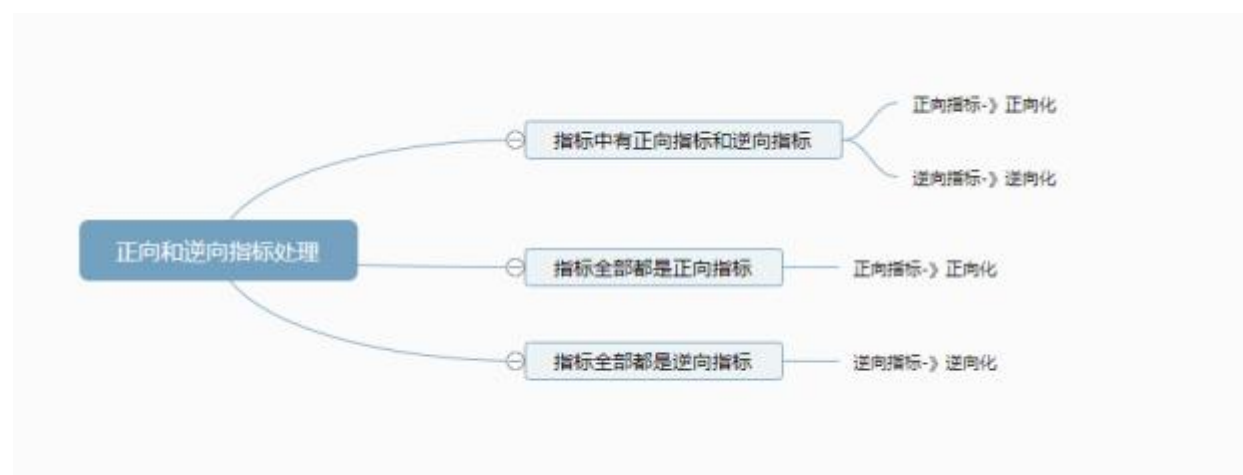 正向指标-》正向化
指标中有正向指标和逆向指标
逆向指标-》逆向化
正向和逆向指标处理
指标全部都是正向指标
正向指标-》正向化
指标全部都是逆向指标
逆向指标-》逆向化